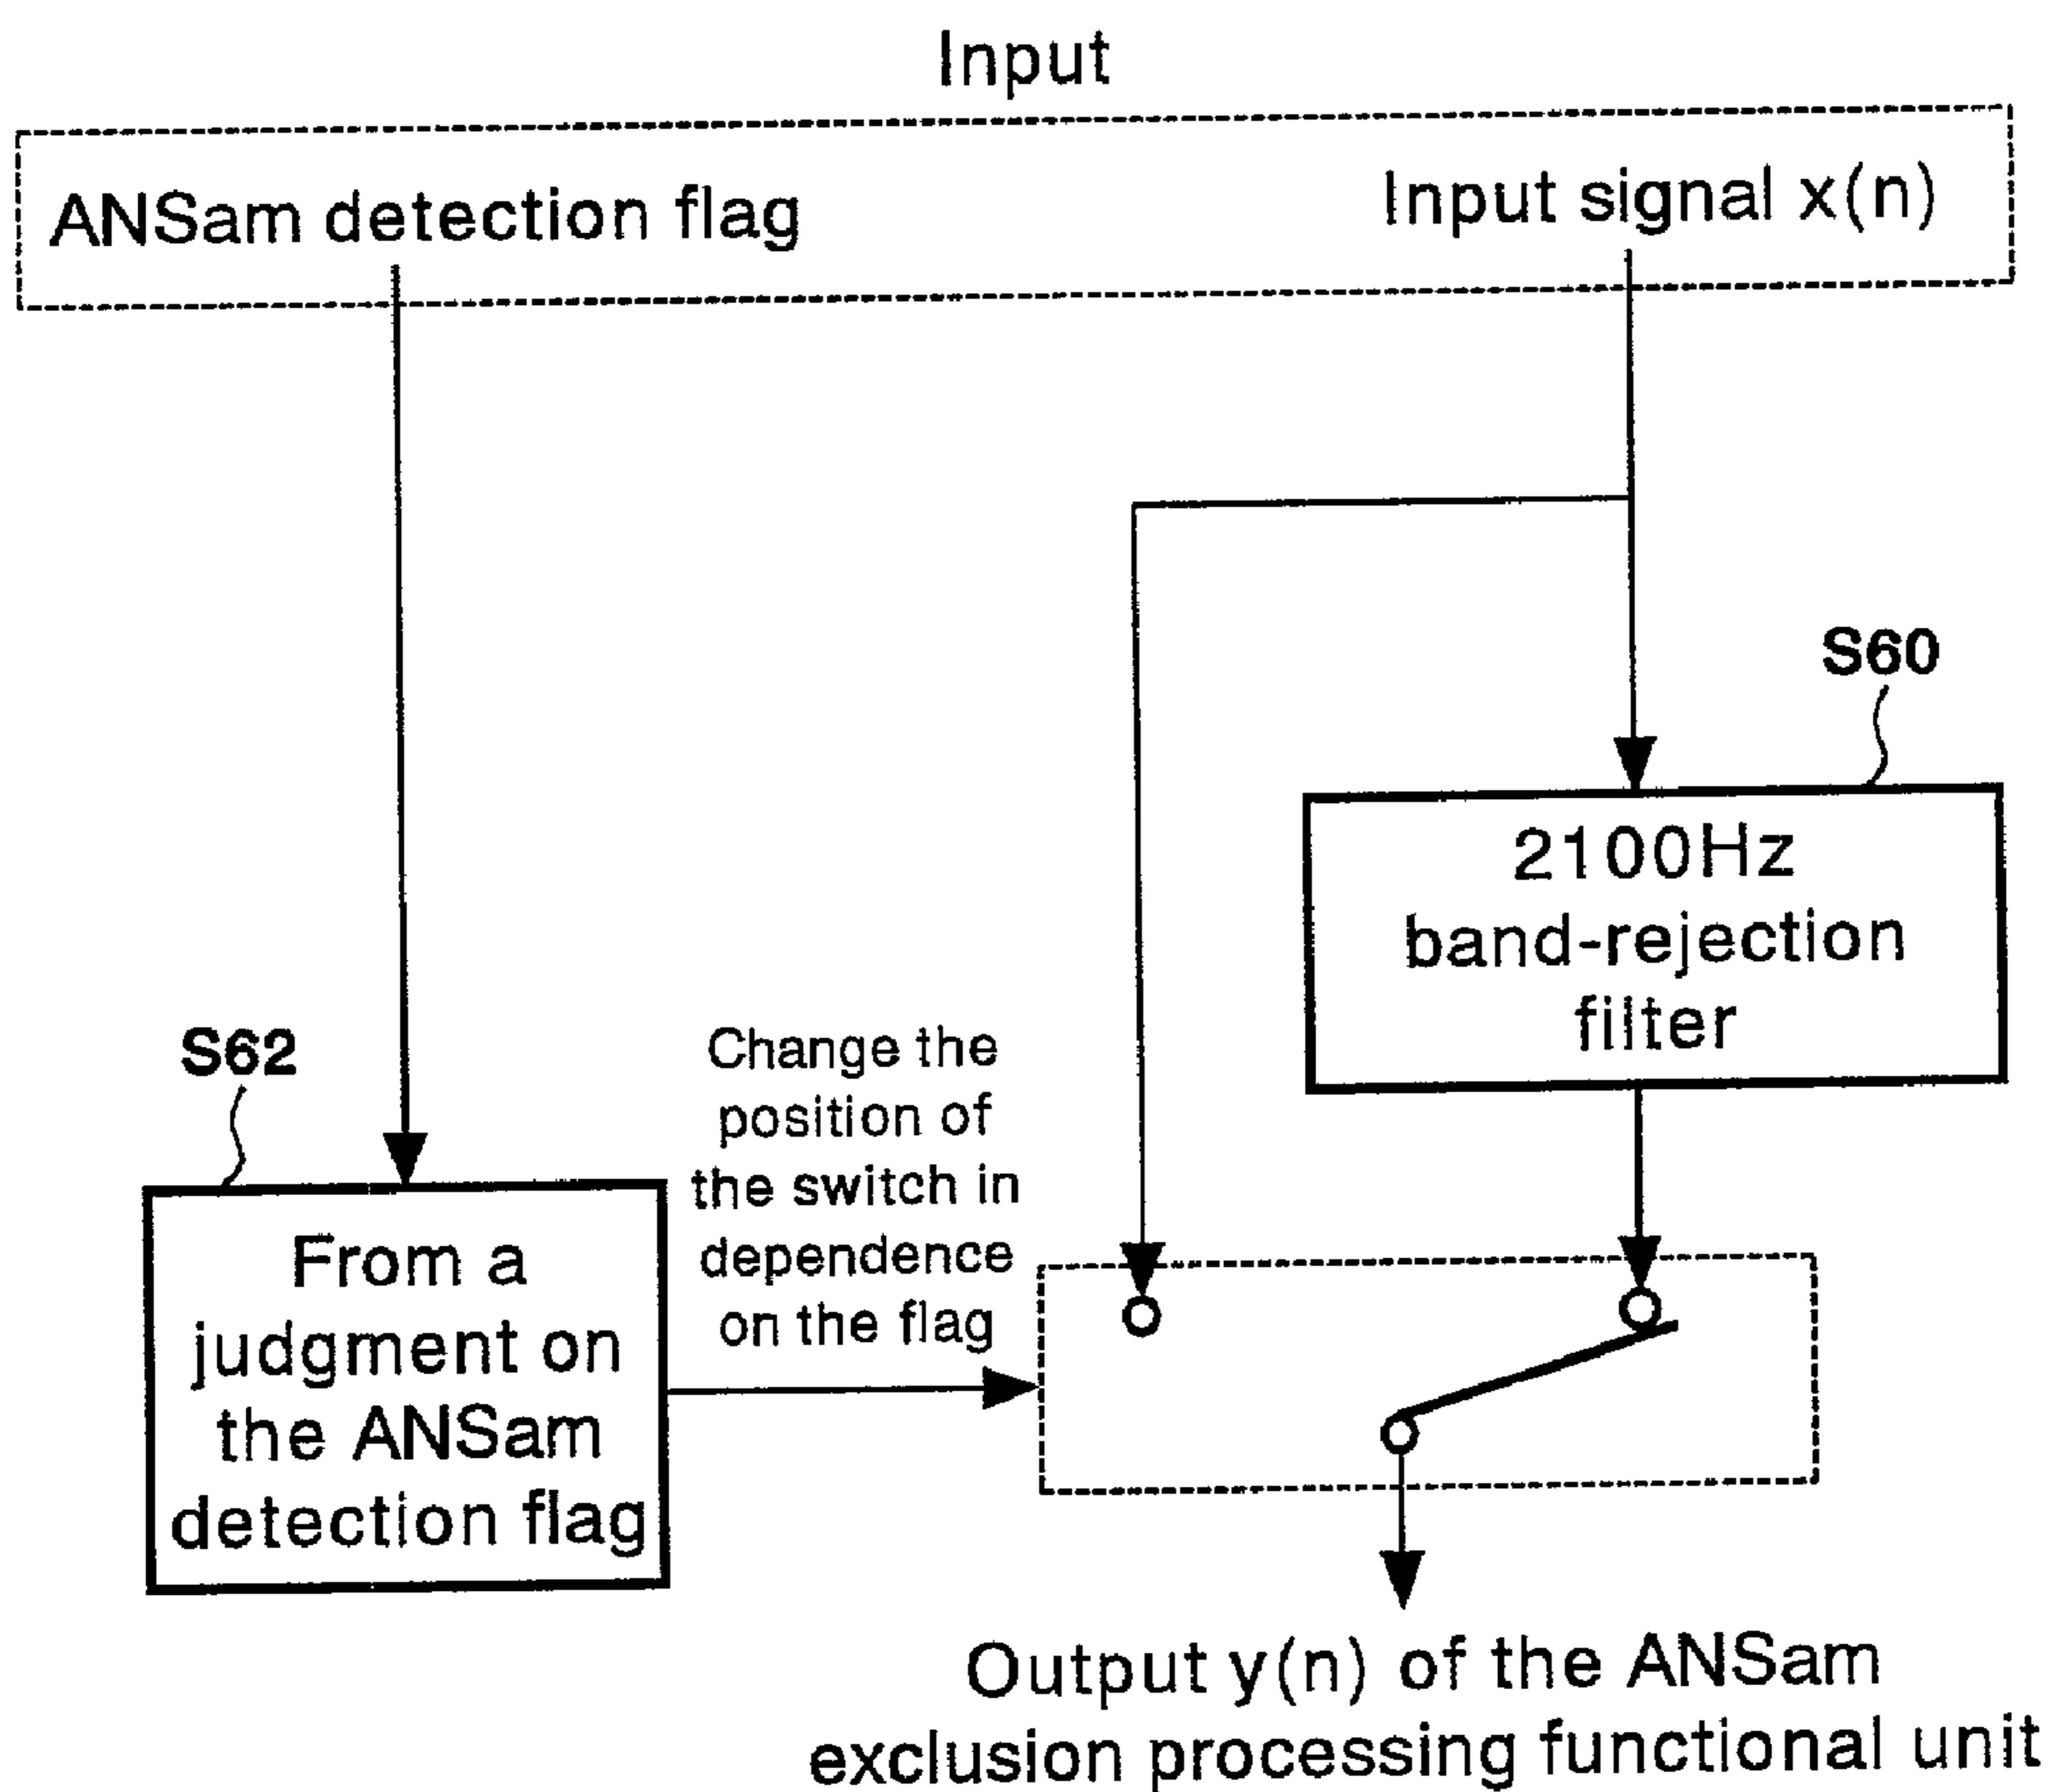 Input
ANSam detection flag
Input signal x(n)
S60
2100Hz
band-rejection
filter
S62
Change the
position of
the switch in
dependence
on the flag
From a
judgment on
the ANSam
detection flag
Output y(n) of the ANSam
exclusion processing functional unit